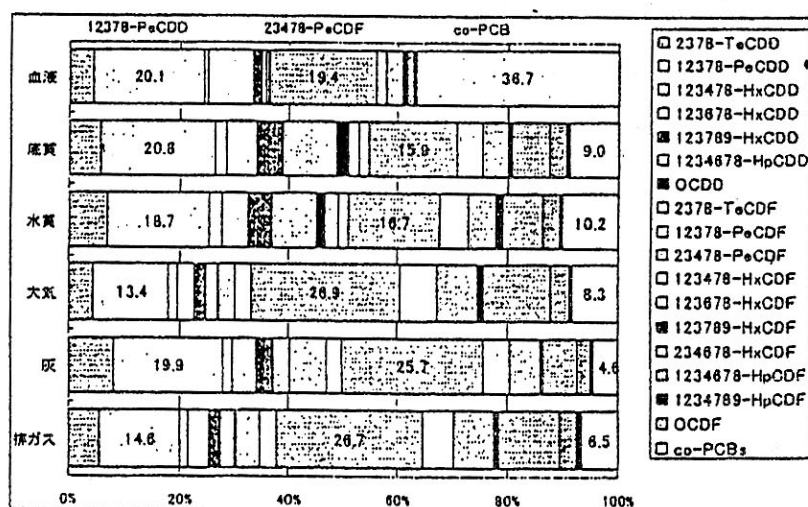 12378-PeCDD 23478-PeCDF co-PCB
血液 20.1 19.4 36.7
底質 20.8 15.9 9.0
水質 18.7 16.7 10.2
大気 13.4 26.9 8.3
灰 19.9 25.7 4.6
排ガス 14.6 26.7 6.5
0% 20% 40% 60% 80% 100%
2378-TeCDD
12378-PeCDD
123478-HxCDD
123678-HxCDD
123789-HxCDD
1234678-HpCDD
OCDD
2378-TeCDF
12378-PeCDF
23478-PeCDF
123478-HxCDF
123678-HxCDF
123789-HxCDF
234678-HxCDF
1234678-HpCDF
1234789-HpCDF
OCDF
co-PCBs